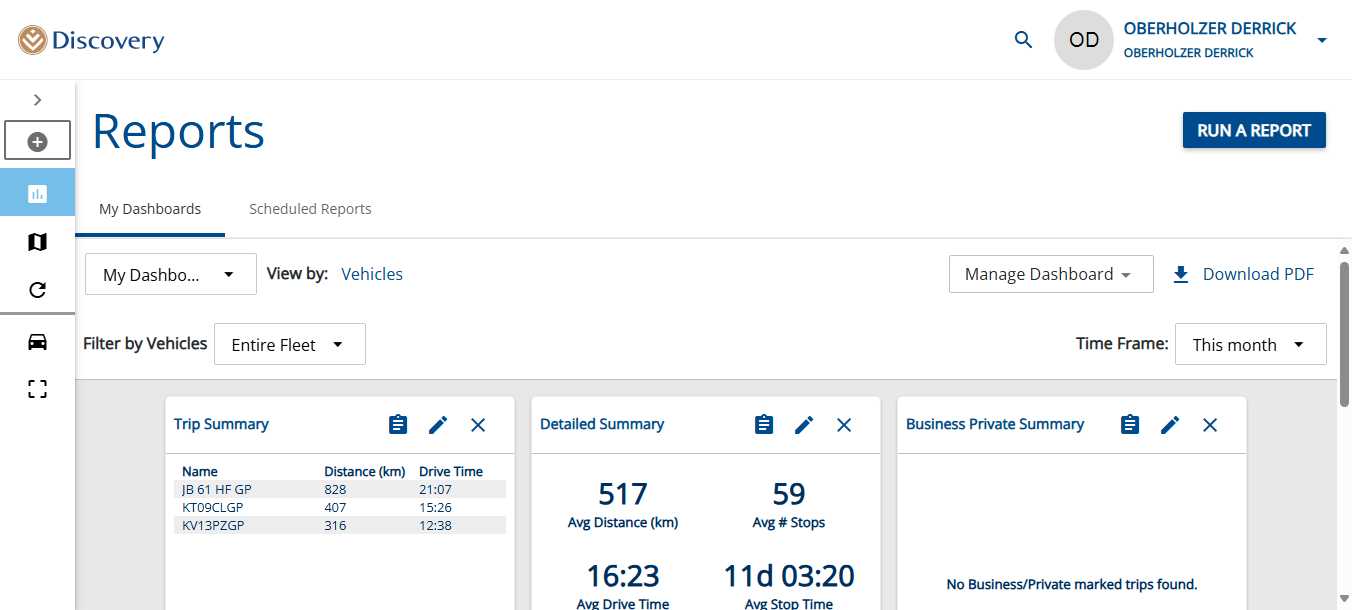 Discovery
OD
OBERHOLZER DERRICK
OBERHOLZER DERRICK
Reports
RUN A REPORT
My Dashboards
Scheduled Reports
My Dashbo...
View by: Vehicles
Manage Dashboard
Download PDF
Filter by Vehicles
Entire Fleet
Time Frame:
This month
Trip Summary
Name Distance (km) Drive Time
JB 61 HF GP 828 21:07
KT09CLGP 407 15:26
KV13PZGP 316 12:38
Detailed Summary
517 59
Avg Distance (km) Avg # Stops
16:23 11d 03:20
Avg Drive Time Avg Stop Time
Business Private Summary
No Business/Private marked trips found.